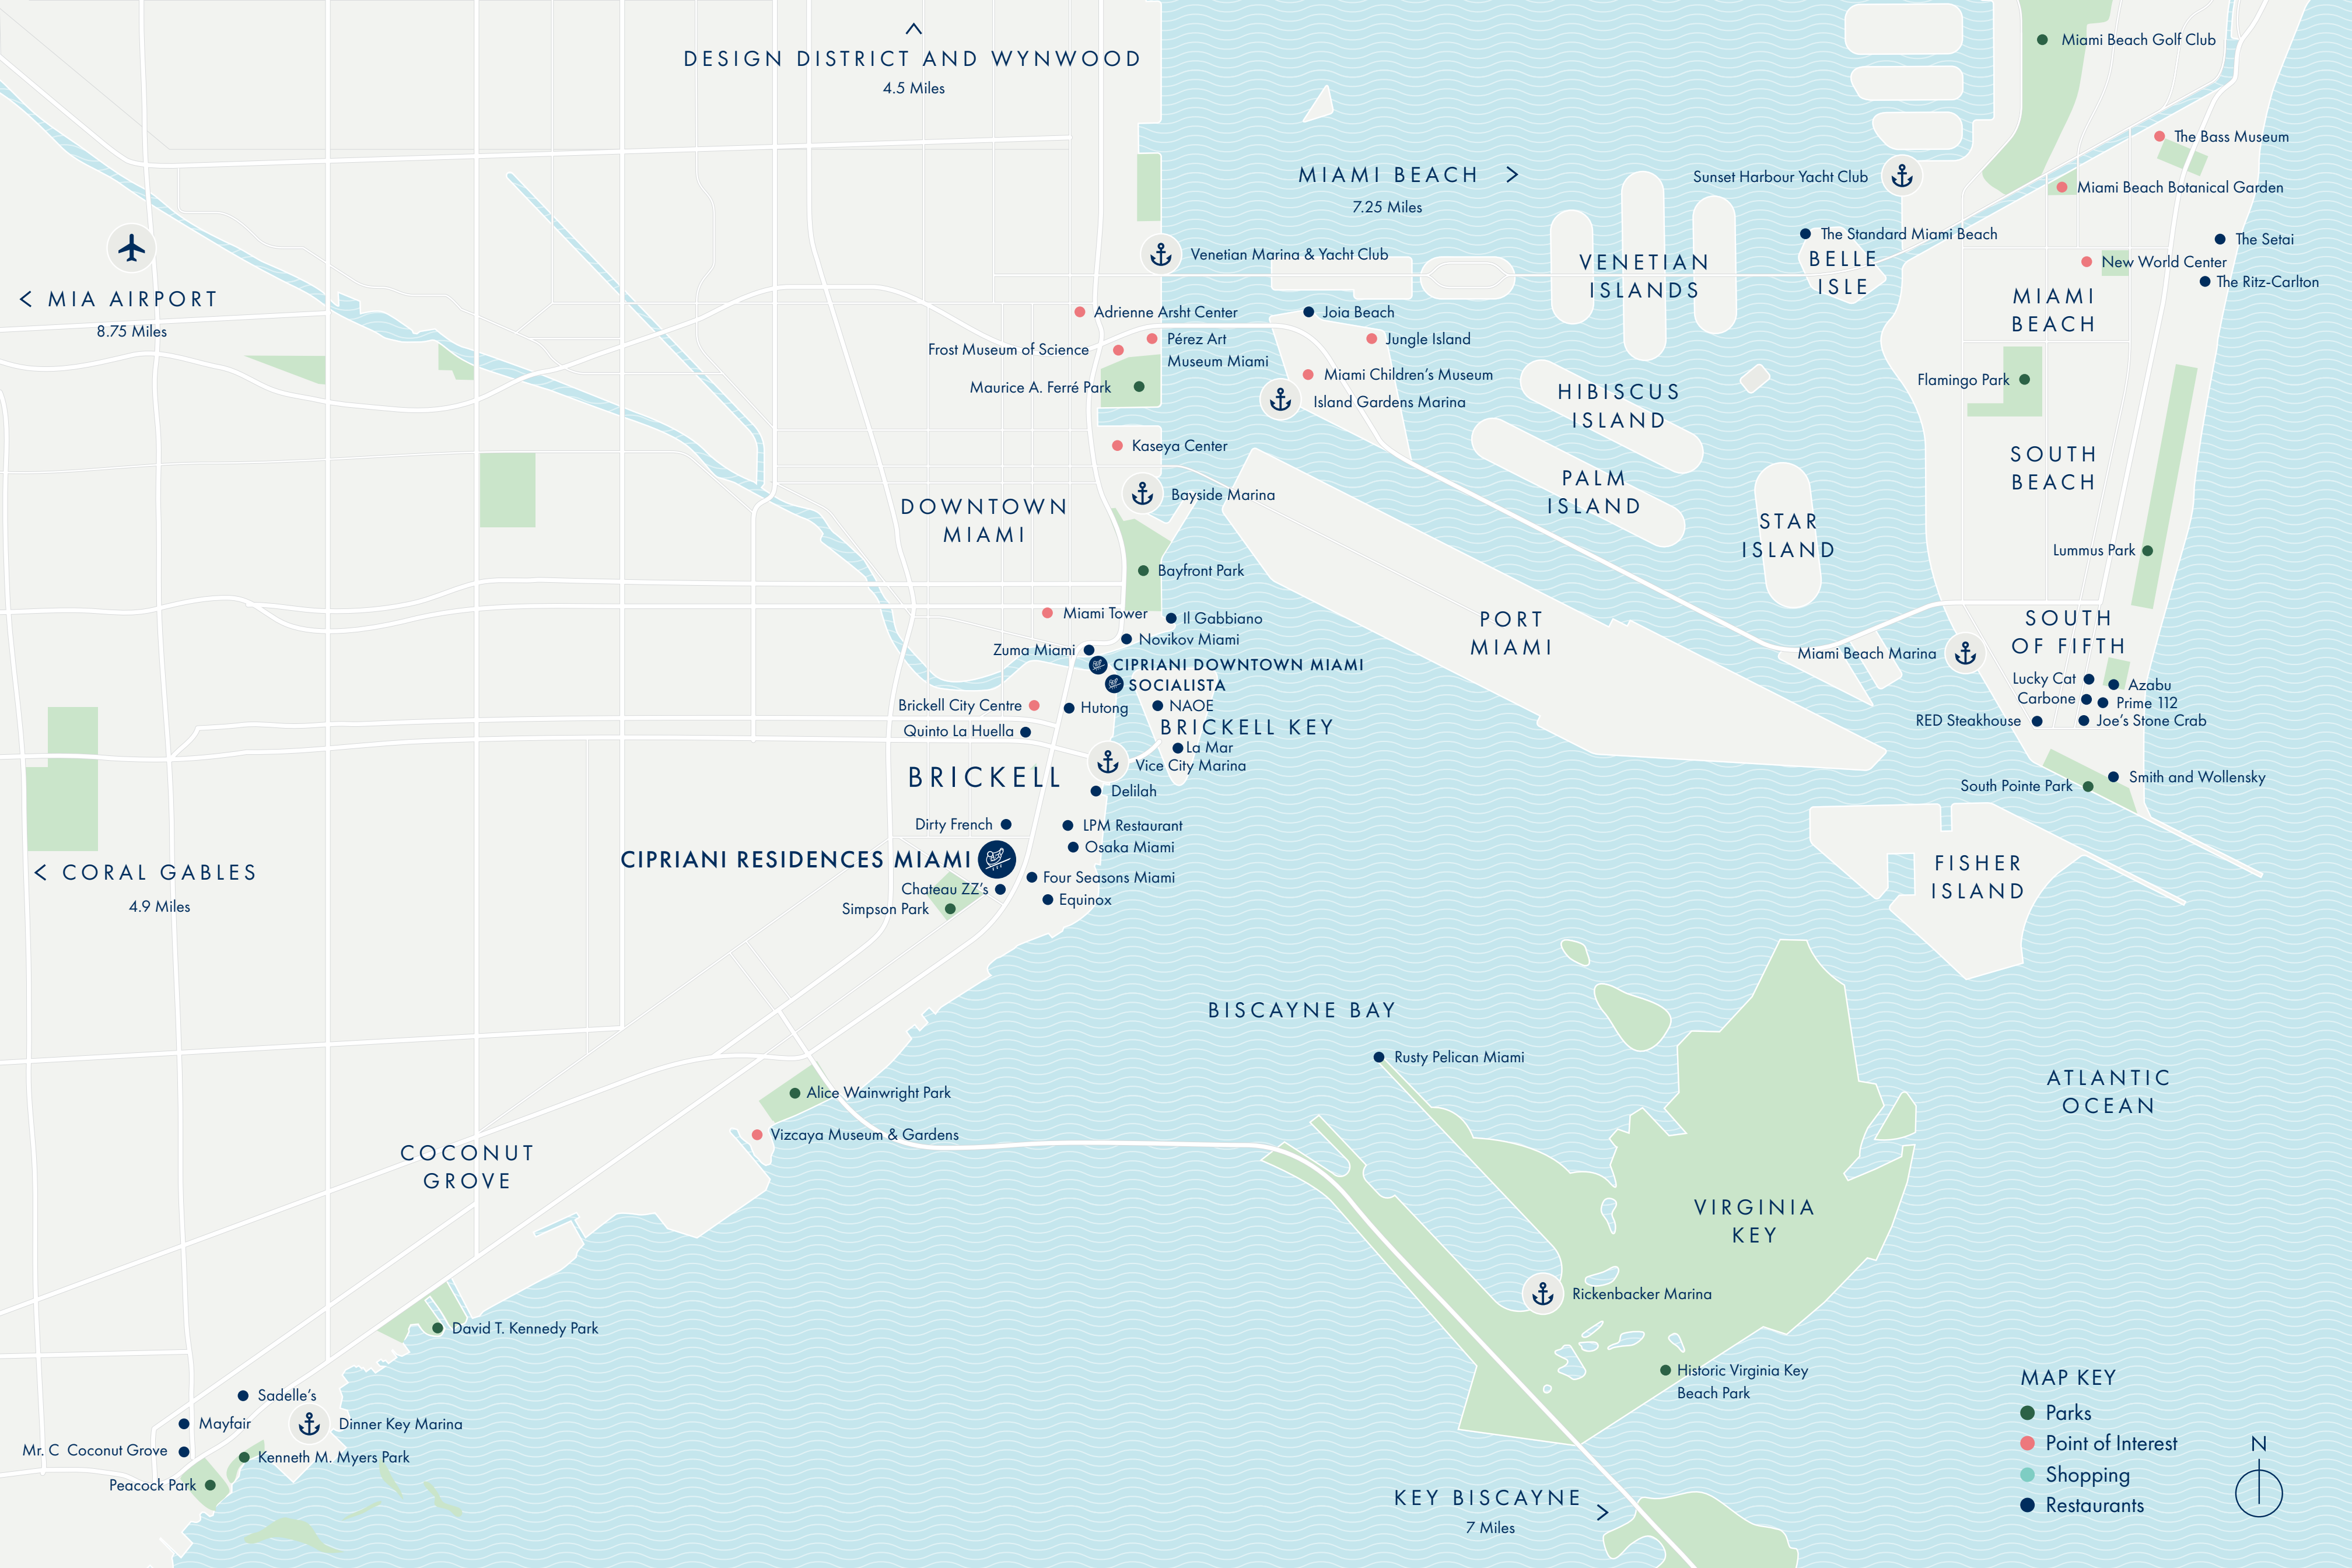 DESIGN DISTRICT AND WYNWOOD
4.5 Miles
Miami Beach Golf Club
The Bass Museum
MIAMI BEACH
7.25 Miles
Sunset Harbour Yacht Club
Miami Beach Botanical Garden
The Standard Miami Beach
The Setai
Venetian Marina & Yacht Club
VENETIAN
ISLANDS
BELLE
ISLE
New World Center
The Ritz-Carlton
MIA AIRPORT
8.75 Miles
MIAMI
BEACH
Adrienne Arsht Center
Joia Beach
Frost Museum of Science
Pérez Art
Museum Miami
Jungle Island
Maurice A. Ferré Park
Miami Children's Museum
Island Gardens Marina
HIBISCUS
ISLAND
Flamingo Park
Kaseya Center
SOUTH
BEACH
Bayside Marina
PALM
ISLAND
DOWNTOWN
MIAMI
STAR
ISLAND
Lummus Park
Bayfront Park
Miami Tower
Il Gabbiano
Novikov Miami
Zuma Miami
PORT
MIAMI
SOUTH
OF FIFTH
Miami Beach Marina
CIPRIANI DOWNTOWN MIAMI
SOCIALISTA
Lucky Cat
Azabu
Carbone
Prime 112
RED Steakhouse
Joe's Stone Crab
Brickell City Centre
Hutong
NAOE
BRICKELL KEY
Quinto La Huella
La Mar
Vice City Marina
BRICKELL
Delilah
Smith and Wollensky
South Pointe Park
Dirty French
LPM Restaurant
Osaka Miami
CIPRIANI RESIDENCES MIAMI
Four Seasons Miami
Chateau ZZ's
Equinox
Simpson Park
CORAL GABLES
4.9 Miles
FISHER
ISLAND
BISCAYNE BAY
Rusty Pelican Miami
ATLANTIC
OCEAN
Alice Wainwright Park
Vizcaya Museum & Gardens
COCONUT
GROVE
VIRGINIA
KEY
Rickenbacker Marina
David T. Kennedy Park
Historic Virginia Key
Beach Park
Sadelle's
Mayfair
Dinner Key Marina
Mr. C Coconut Grove
Kenneth M. Myers Park
Peacock Park
KEY BISCAYNE
7 Miles
MAP KEY
Parks
Point of Interest
Shopping
Restaurants
N